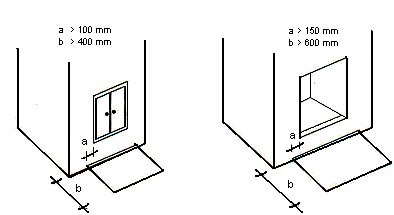 a > 100 mm
b > 400 mm
a > 150 mm
b > 600 mm
a
a
b
b